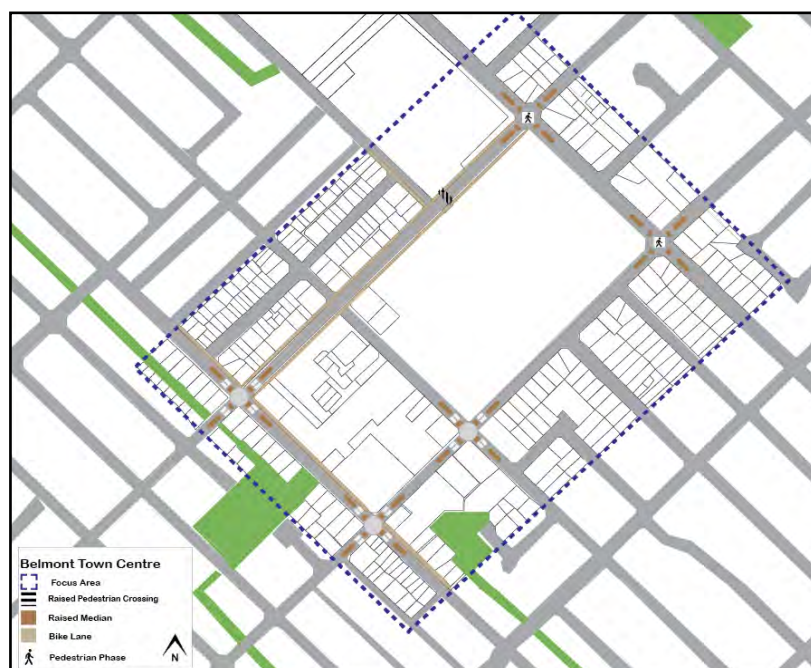 Belmont Town Centre
Focus Area
Raised Pedestrian Crossing
Raised Median
Bike Lane
Pedestrian Phase
N